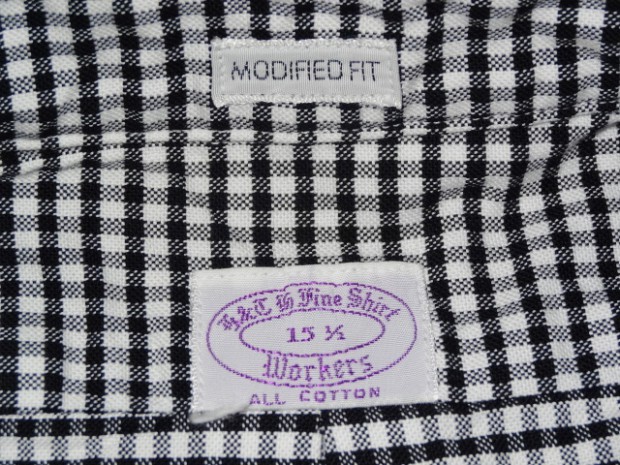 MODIFIED FIT
J&T H Fine Shirt
15 ½
Workers
ALL COTTON